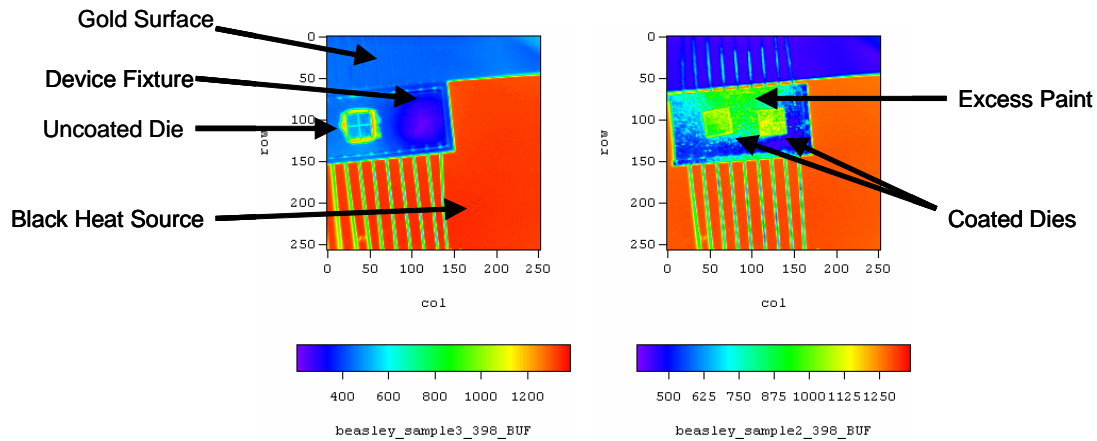 Gold Surface
Device Fixture
Uncoated Die
Black Heat Source
0
50
100
150
200
250
row
0 50 100 150 200 250
col
400 600 800 1000 1200
beasley_sample3_398_BUF
0
50
100
150
200
250
row
0 50 100 150 200 250
col
500 625 750 875 1000 1125 1250
beasley_sample2_398_BUF
Excess Paint
Coated Dies